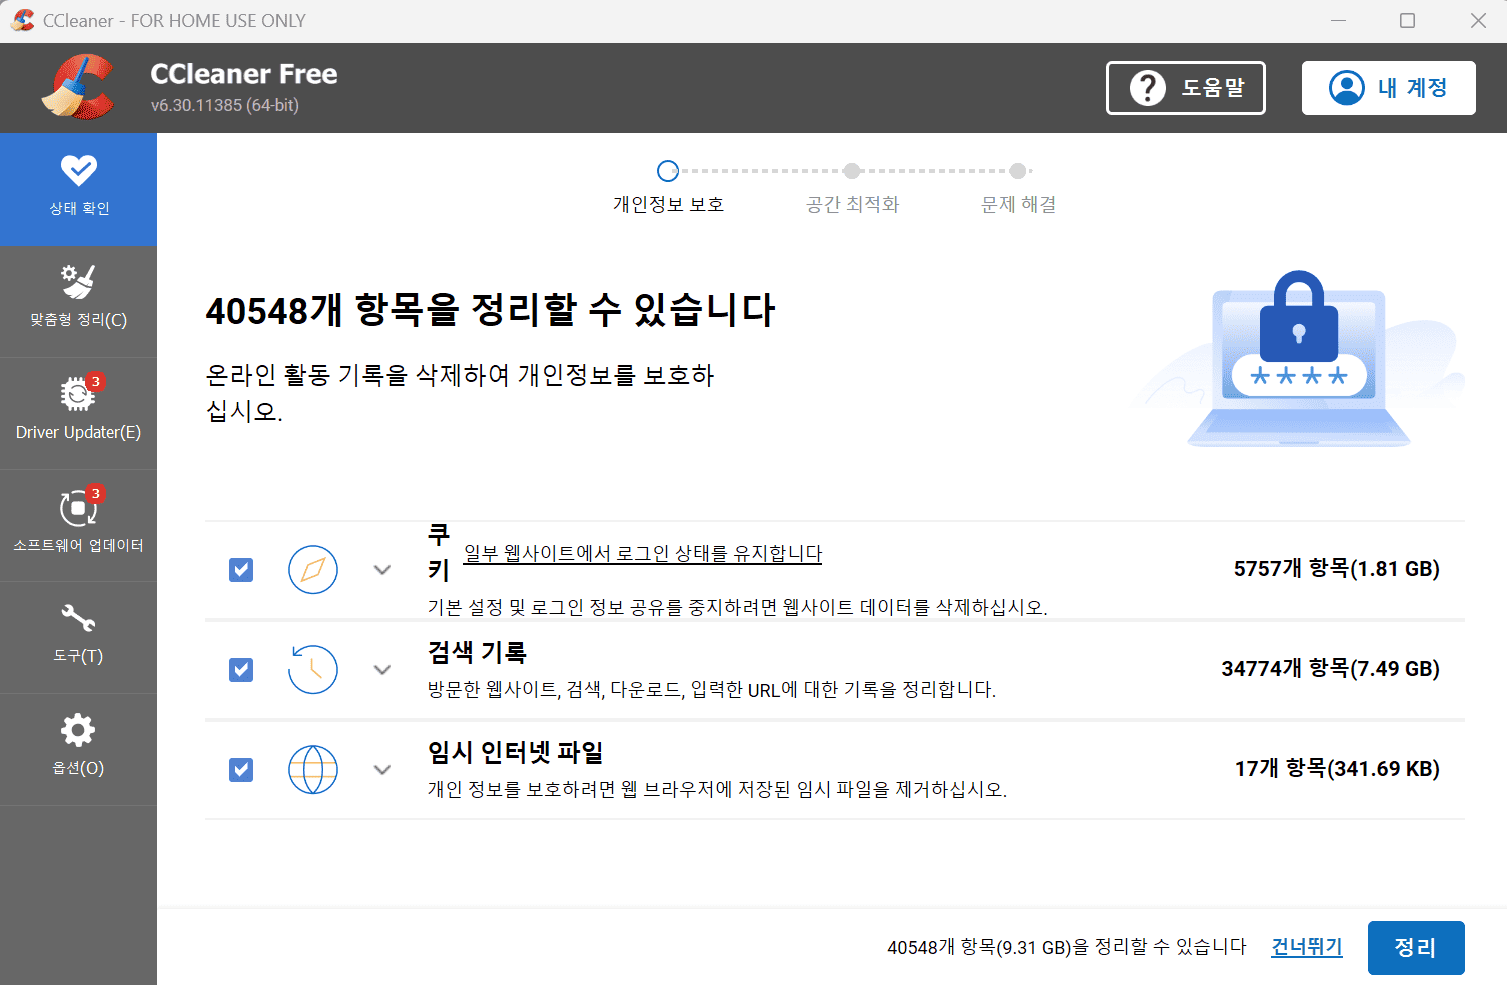 CCleaner - FOR HOME USE ONLY
CCleaner Free
v6.30.11385 (64-bit)
도움말
내 계정
상태 확인
맞춤형 정리(C)
3
Driver Updater(E)
3
소프트웨어 업데이터
도구(T)
옵션(O)
개인정보 보호
공간 최적화
문제 해결
40548개 항목을 정리할 수 있습니다
온라인 활동 기록을 삭제하여 개인정보를 보호하
십시오.
****
쿠
키
일부 웹사이트에서 로그인 상태를 유지합니다
기본 설정 및 로그인 정보 공유를 중지하려면 웹사이트 데이터를 삭제하십시오.
5757개 항목(1.81 GB)
검색 기록
방문한 웹사이트, 검색, 다운로드, 입력한 URL에 대한 기록을 정리합니다.
34774개 항목(7.49 GB)
임시 인터넷 파일
개인 정보를 보호하려면 웹 브라우저에 저장된 임시 파일을 제거하십시오.
17개 항목(341.69 KB)
40548개 항목(9.31 GB)을 정리할 수 있습니다
건너뛰기
정리